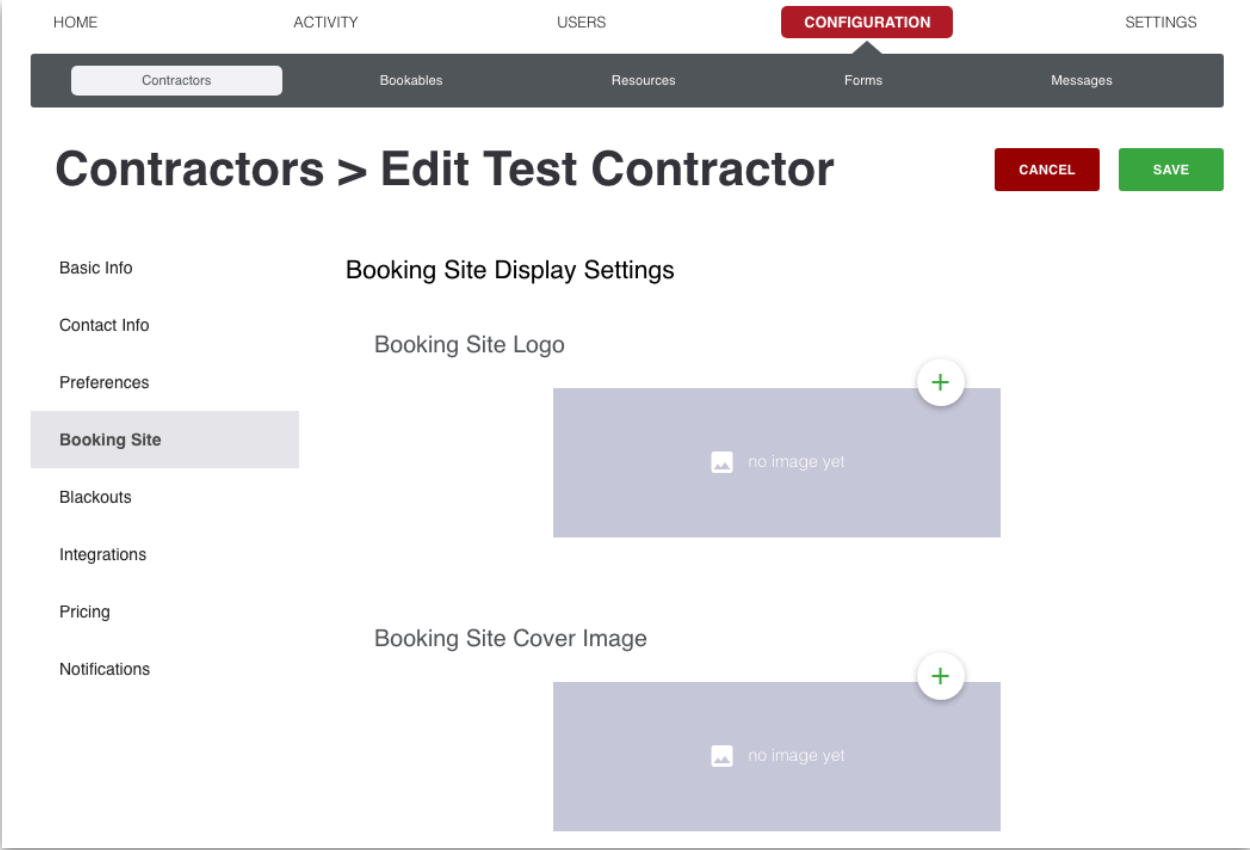 HOME ACTIVITY USERS CONFIGURATION SETTINGS
Contractors Bookables Resources Forms Messages
Contractors > Edit Test Contractor CANCEL SAVE
Basic Info
Contact Info
Preferences
Booking Site
Blackouts
Integrations
Pricing
Notifications
Booking Site Display Settings
Booking Site Logo
+
no image yet
Booking Site Cover Image
+
no image yet